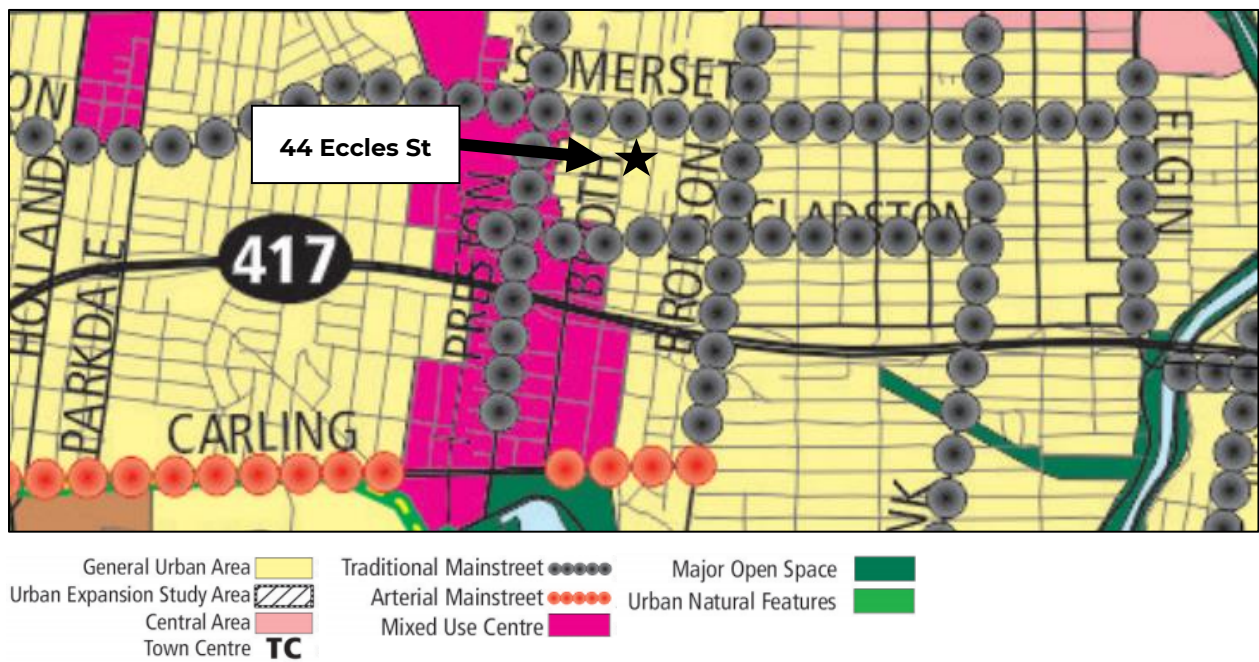 SOMERSET
ON
44 Eccles St
ELGIN
HOLLAND
PARKDALE
417
PRESTON
BOOTH
BRONSON
GLADSTON
CARLING
NK
General Urban Area
Urban Expansion Study Area
Central Area
Town Centre TC
Traditional Mainstreet
Arterial Mainstreet
Mixed Use Centre
Major Open Space
Urban Natural Features